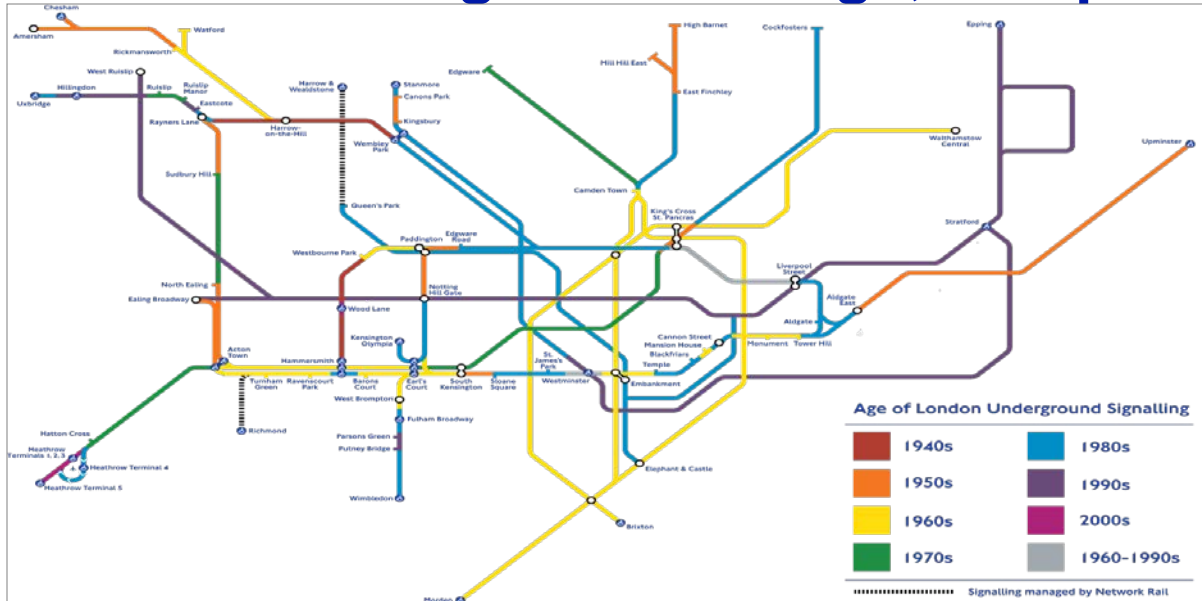 Chesham
Amersham
Watford
Rickmansworth
High Barnet
Cockfosters
Epping
Mill Hill East
West Ruislip
Hillingdon
Uxbridge
Ruislip
Ruislip
Manor
Eastcote
Rayners Lane
Harrow &
Wealdstone
Stanmore
Canons Park
Kingsbury
Edgware
East Finchley
Harrow-
on-the-Hill
Wembley
Park
Walthamstow
Central
Upminster
Sudbury Hill
Camden Town
Queen's Park
King's Cross
St. Pancras
Stratford
Edgware
Road
Paddington
Westbourne Park
Liverpool
Street
North Ealing
Ealing Broadway
Notting
Hill Gate
Wood Lane
Aldgate
East
Aldgate
Kensington
Olympia
Cannon Street
Mansion House
Monument
Tower Hill
Acton
Town
Hammersmith
St.
James's
Park
Blackfriars
Temple
Turnham
Green
Ravenscourt
Park
Barons
Court
Earl's
Court
South
Kensington
Sloane
Square
Westminster
Embankment
West Brompton
Richmond
Fulham Broadway
Parsons Green
Putney Bridge
Hatton Cross
Heathrow
Terminals 1, 2, 3
Heathrow Terminal 4
Heathrow Terminal 5
Wimbledon
Elephant & Castle
Brixton
Morden
Age of London Underground Signalling
1940s
1980s
1950s
1990s
1960s
2000s
1970s
1960-1990s
Signalling managed by Network Rail